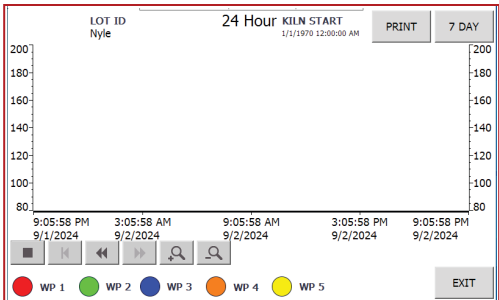 LOT ID 24 Hour KILN START PRINT 7 DAY
Nyle 1/1/1970 12:00:00 AM
200 200
180 180
160 160
140 140
120 120
100 100
80 80
9:05:58 PM 3:05:58 AM 9:05:58 AM 3:05:58 PM 9:05:58 PM
9/1/2024 9/2/2024 9/2/2024 9/2/2024 9/2/2024
WP 1 WP 2 WP 3 WP 4 WP 5 EXIT